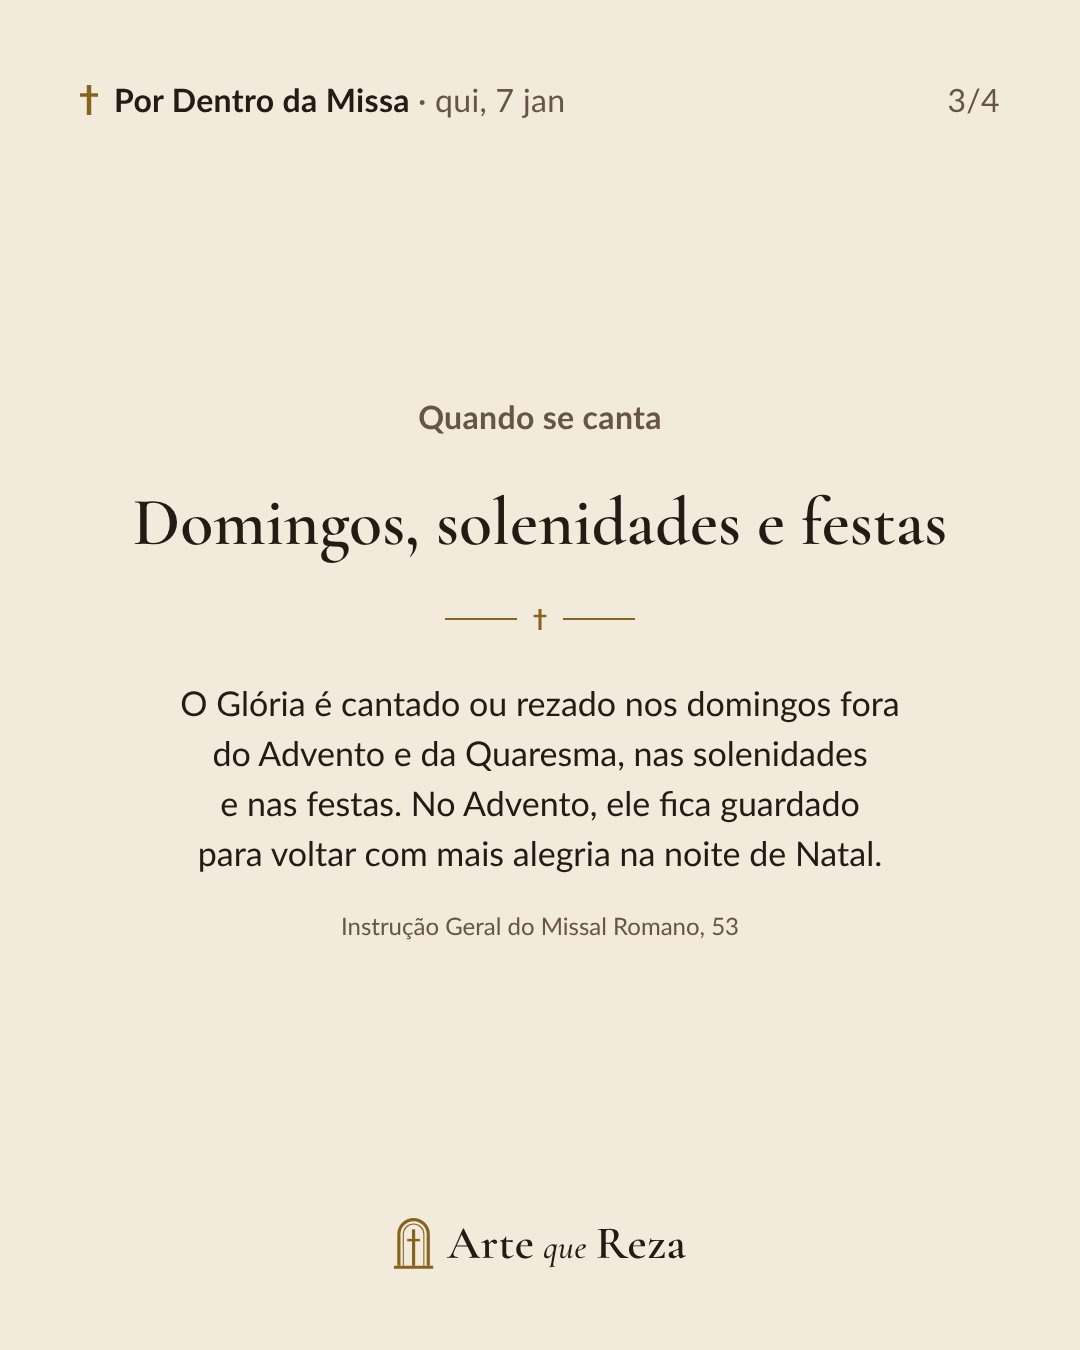 Por Dentro da Missa · qui, 7 jan
3/4
Quando se canta
Domingos, solenidades e festas
O Glória é cantado ou rezado nos domingos fora
do Advento e da Quaresma, nas solenidades
e nas festas. No Advento, ele fica guardado
para voltar com mais alegria na noite de Natal.
Instrução Geral do Missal Romano, 53
Arte que Reza